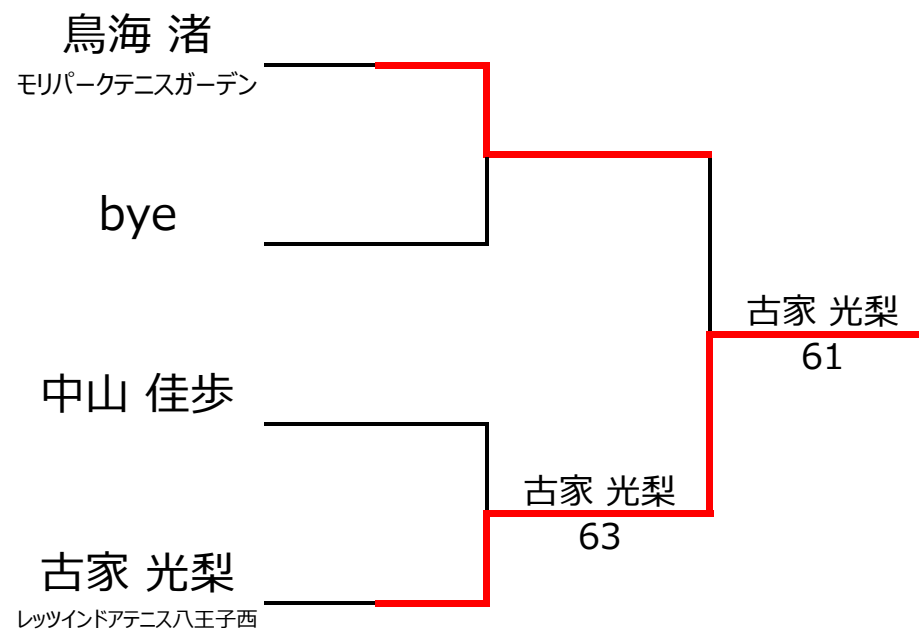 鳥海 渚
モリパークテニスガーデン
bye
古家 光梨
61
中山 佳歩
古家 光梨
63
古家 光梨
レッツインドアテニス八王子西